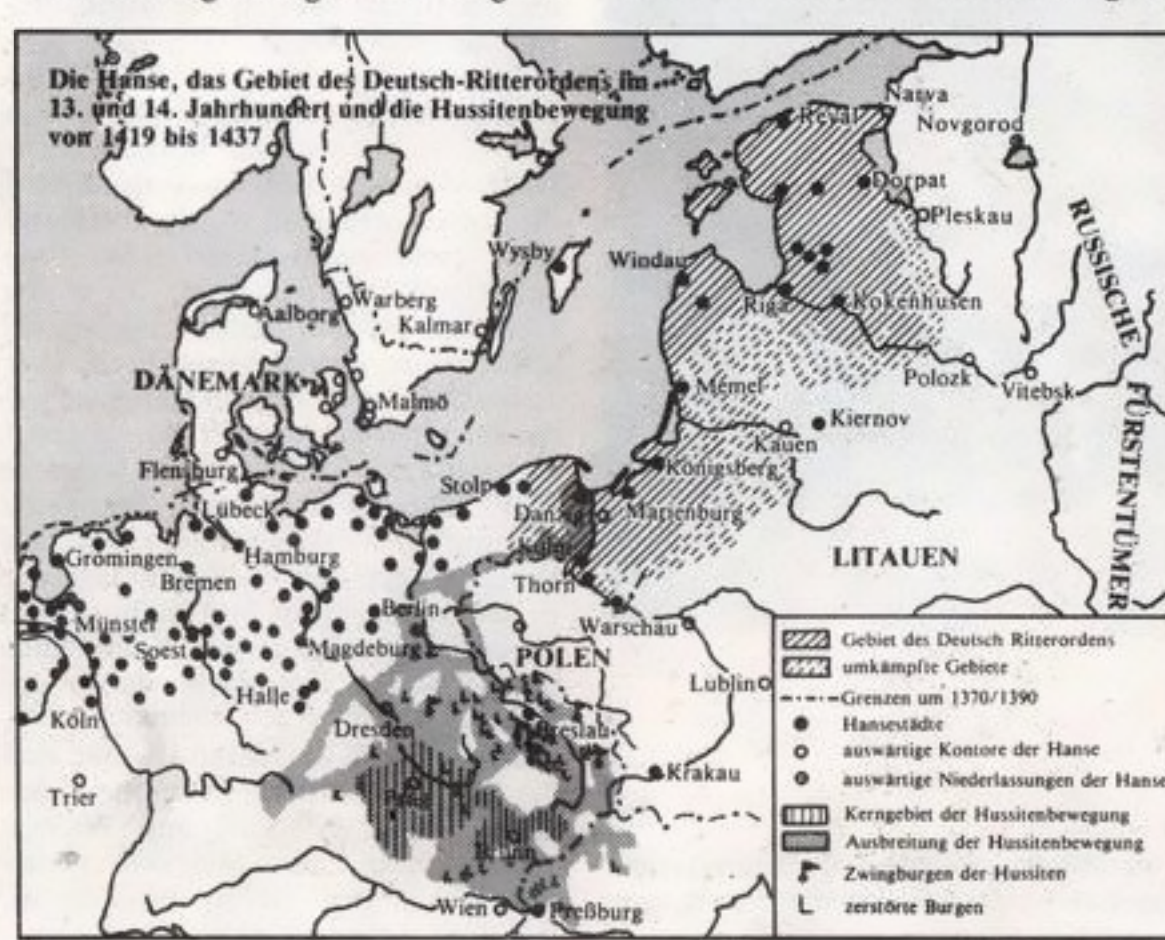 Die Hanse, das Gebiet des Deutsch-Ritterordens im
13. und 14. Jahrhundert und die Hussitenbewegung
von 1419 bis 1437
Narva
Reval
Novgorod
Dorpat
Pleskau
Wysby
Windau
Warberg
Aalborg
Kalmar
Riga
Kokenhusen
RUSSISCHE
FÜRSTENTÜMER
DÄNEMARK
Malmö
Memel
Polozk
Vitebsk
Kiernov
Kauen
Flensburg
Stolp
Königsberg
Lübeck
Danzig
Marienburg
Gromingen
Hamburg
LITAUEN
Bremen
Thorn
Berlin
Münster
Warschau
Soest
Magdeburg
POLEN
Lublin
Halle
Köln
Dresden
Breslau
Krakau
Trier
Prag
Wien
Preßburg
Gebiet des Deutsch Ritterordens
umkämpfte Gebiete
Grenzen um 1370/1390
Hansestädte
auswärtige Kontore der Hanse
auswärtige Niederlassungen der Hanse
Kerngebiet der Hussitenbewegung
Ausbreitung der Hussitenbewegung
Zwingburgen der Hussiten
zerstörte Burgen